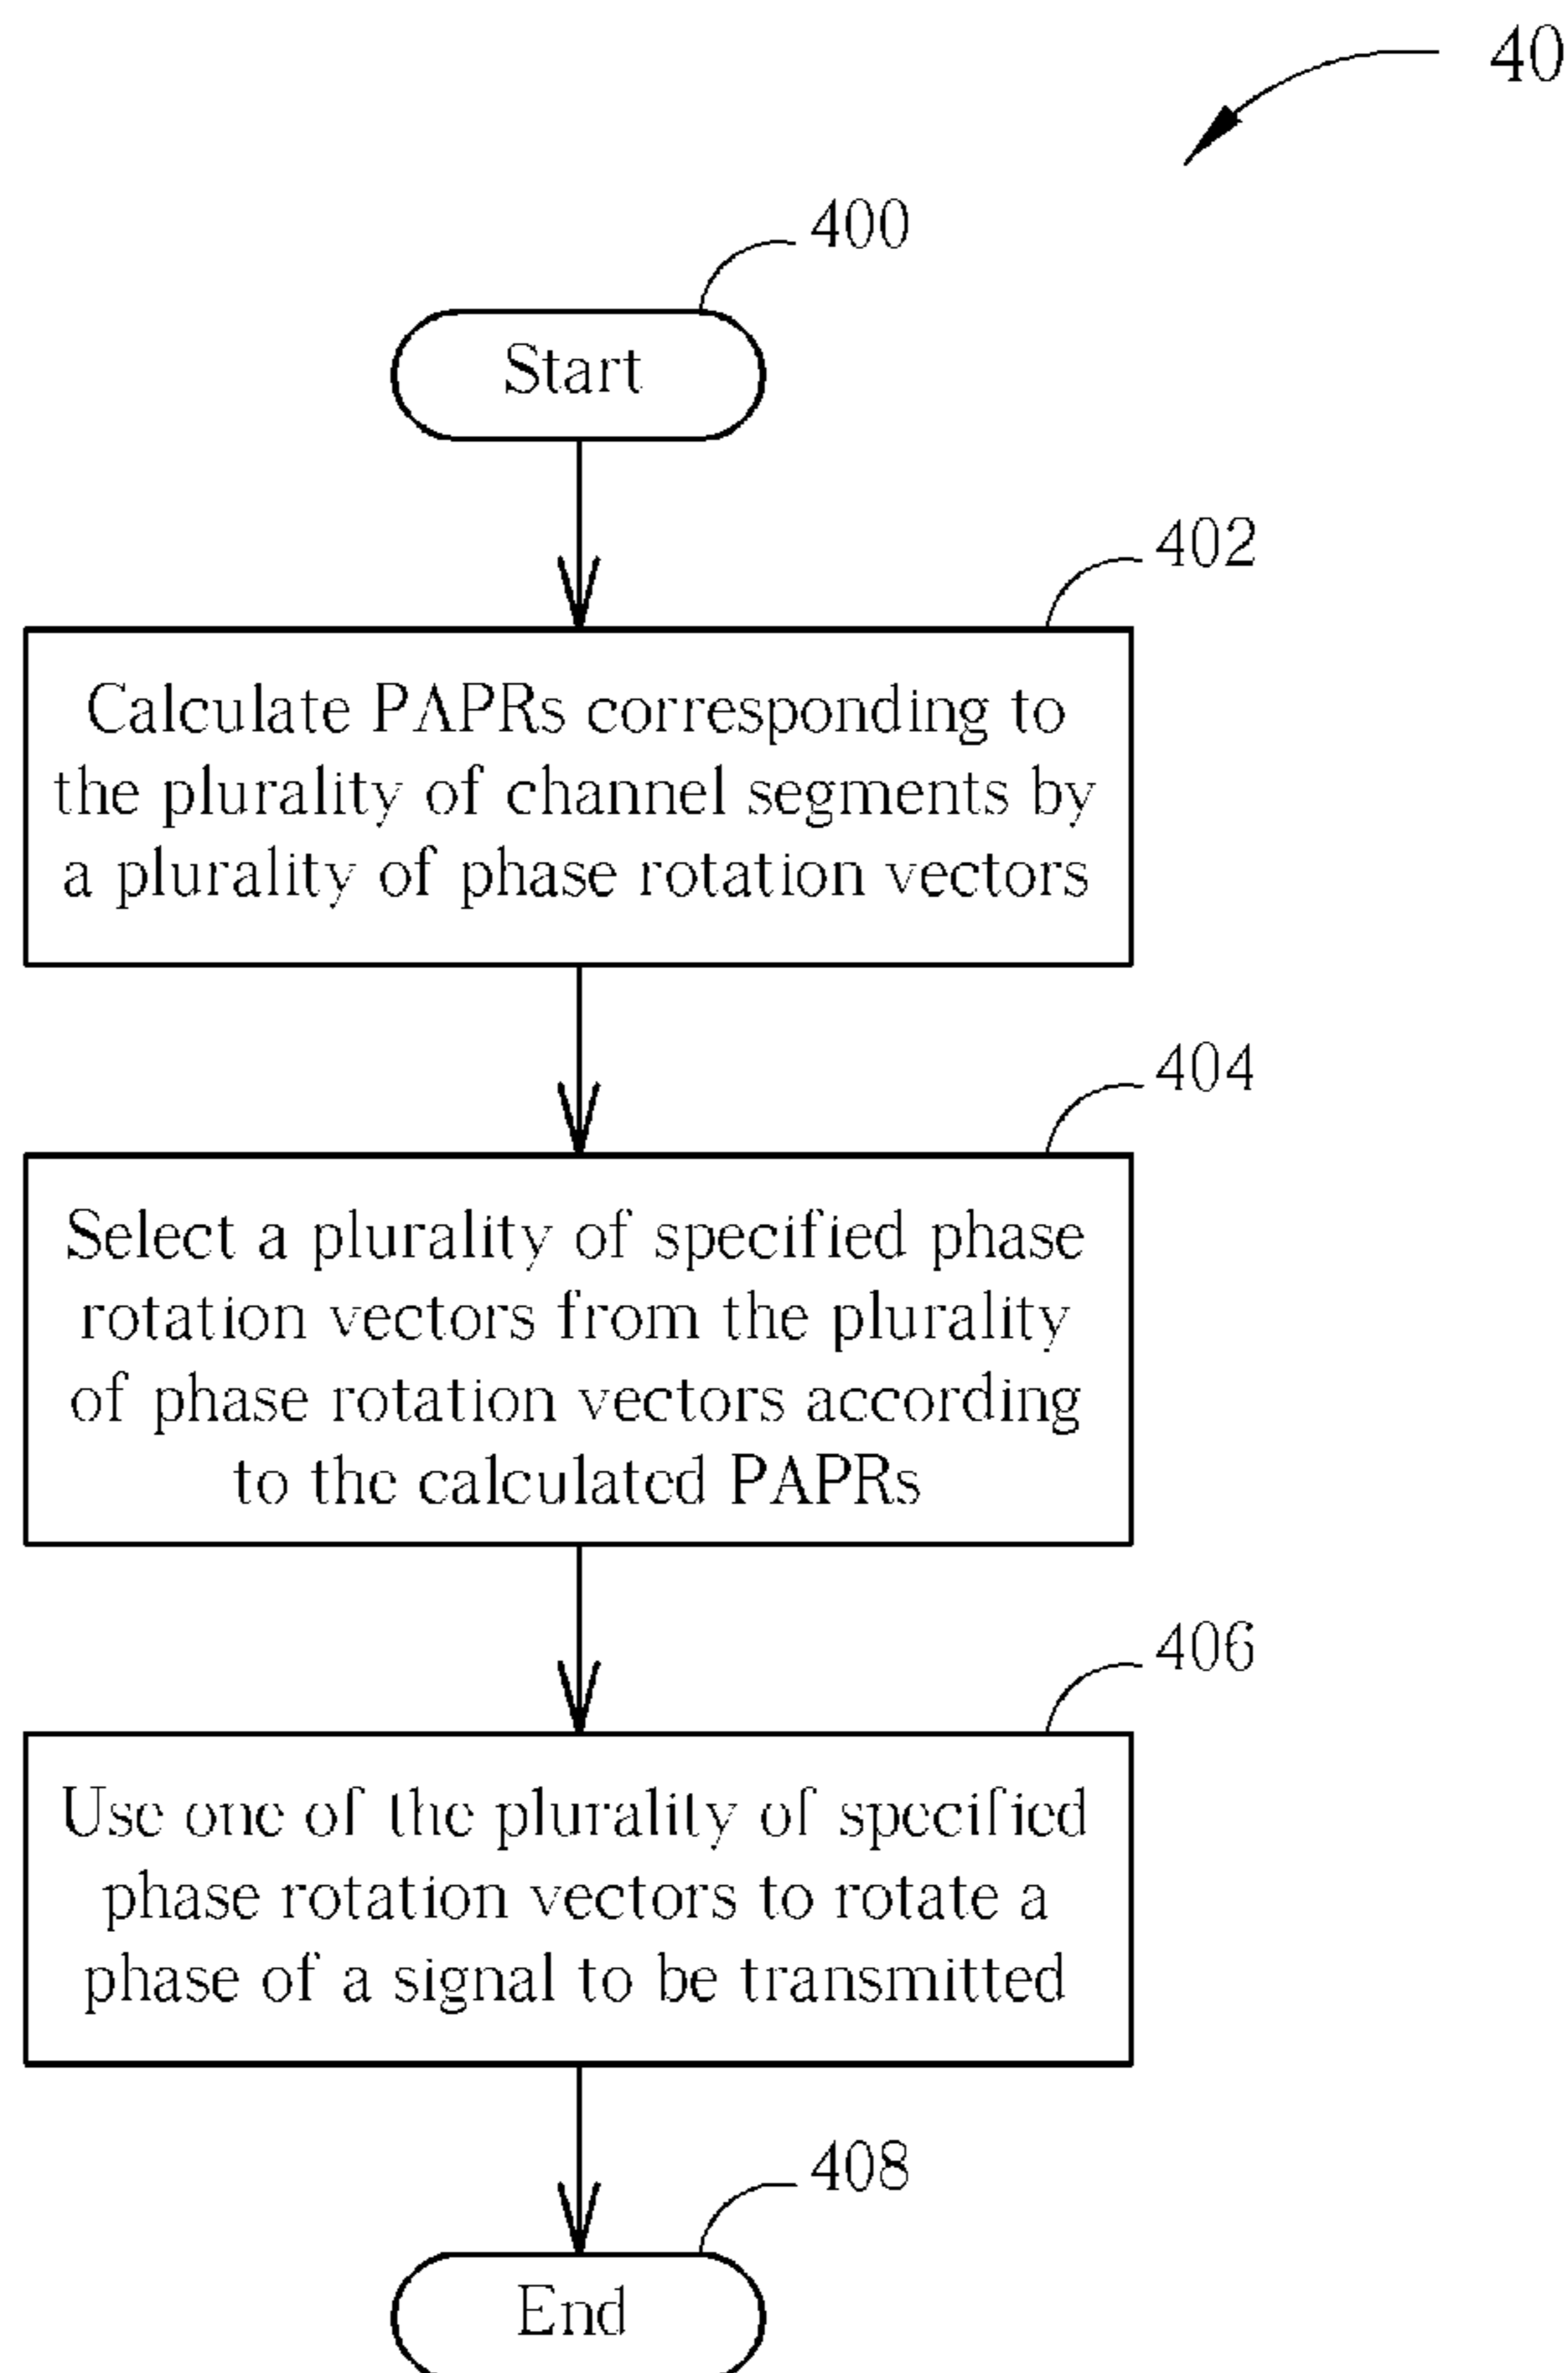 40
400
Start
402
Calculate PAPRs corresponding to
the plurality of channel segments by
a plurality of phase rotation vectors
404
Select a plurality of specified phase
rotation vectors from the plurality
of phase rotation vectors according
to the calculated PAPRs
406
Use one of the plurality of specified
phase rotation vectors to rotate a
phase of a signal to be transmitted
408
End